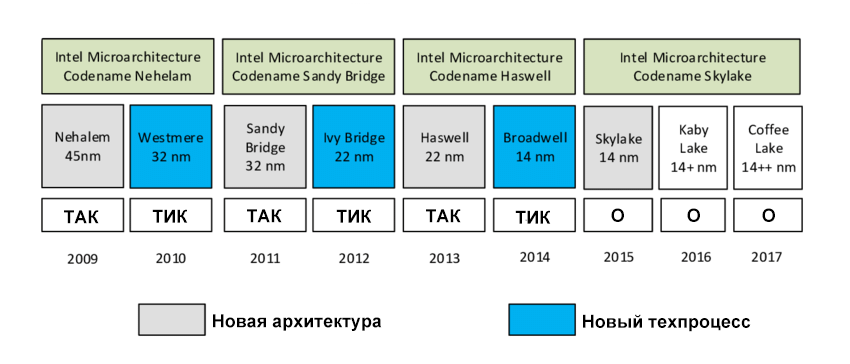 Intel Microarchitecture
Codename Nehelam
Intel Microarchitecture
Codename Sandy Bridge
Intel Microarchitecture
Codename Haswell
Intel Microarchitecture
Codename Skylake
Nehalem
45nm
Westmere
32 nm
Sandy
Bridge
32 nm
Ivy Bridge
22 nm
Haswell
22 nm
Broadwell
14 nm
Skylake
14 nm
Kaby
Lake
14+ nm
Coffee
Lake
14++ nm
ТАК
ТИК
ТАК
ТИК
ТАК
ТИК
О
О
О
2009
2010
2011
2012
2013
2014
2015
2016
2017
Новая архитектура
Новый техпроцесс